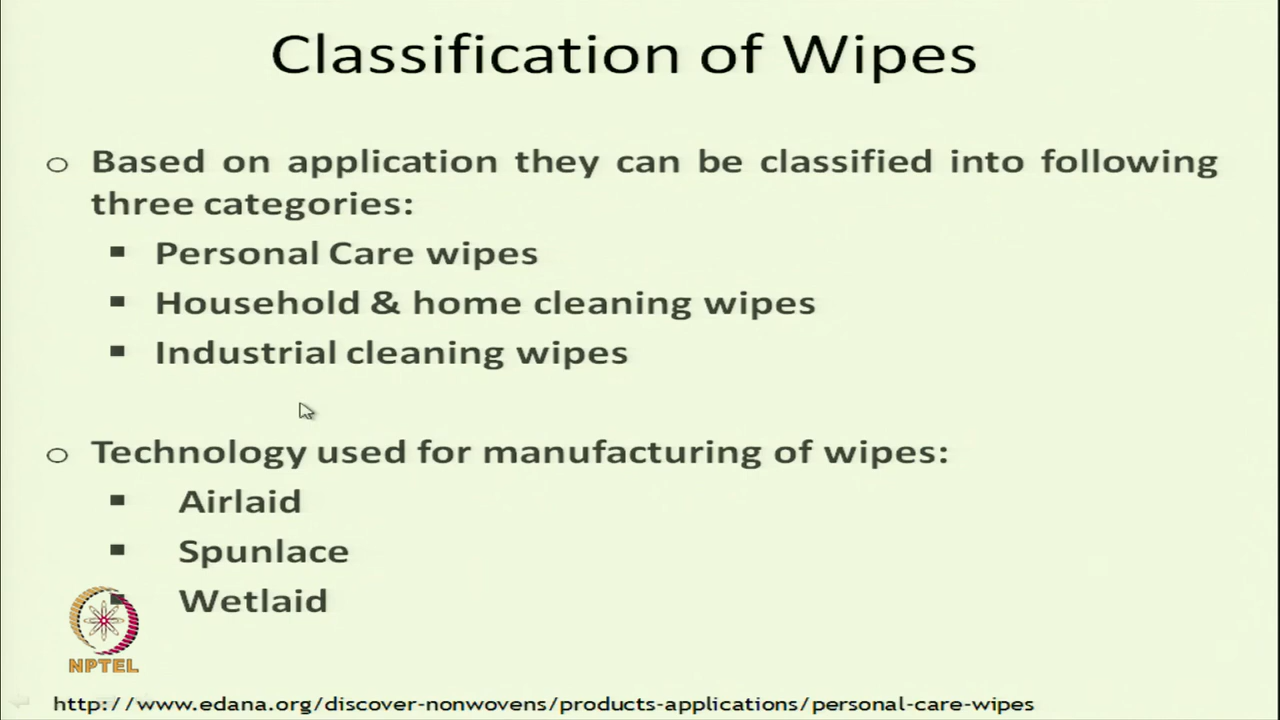 Classification of Wipes
Based on application they can be classified into following
three categories:
Personal Care wipes
Household & home cleaning wipes
Industrial cleaning wipes
Technology used for manufacturing of wipes:
Airlaid
Spunlace
Wetlaid
NPTEL
http://www.edana.org/discover-nonwovens/products-applications/personal-care-wipes